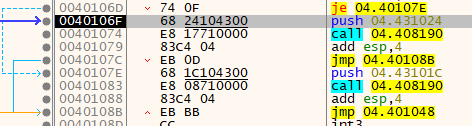 0040106D 74 0F je 04.40107E
0040106F 68 24104300 push 04.431024
00401074 E8 17710000 call 04.408190
00401079 83C4 04 add esp,4
0040107C EB 0D jmp 04.40108B
0040107E 68 1C104300 push 04.43101C
00401083 E8 08710000 call 04.408190
00401088 83C4 04 add esp,4
0040108B EB BB jmp 04.401048
0040108D CC int3